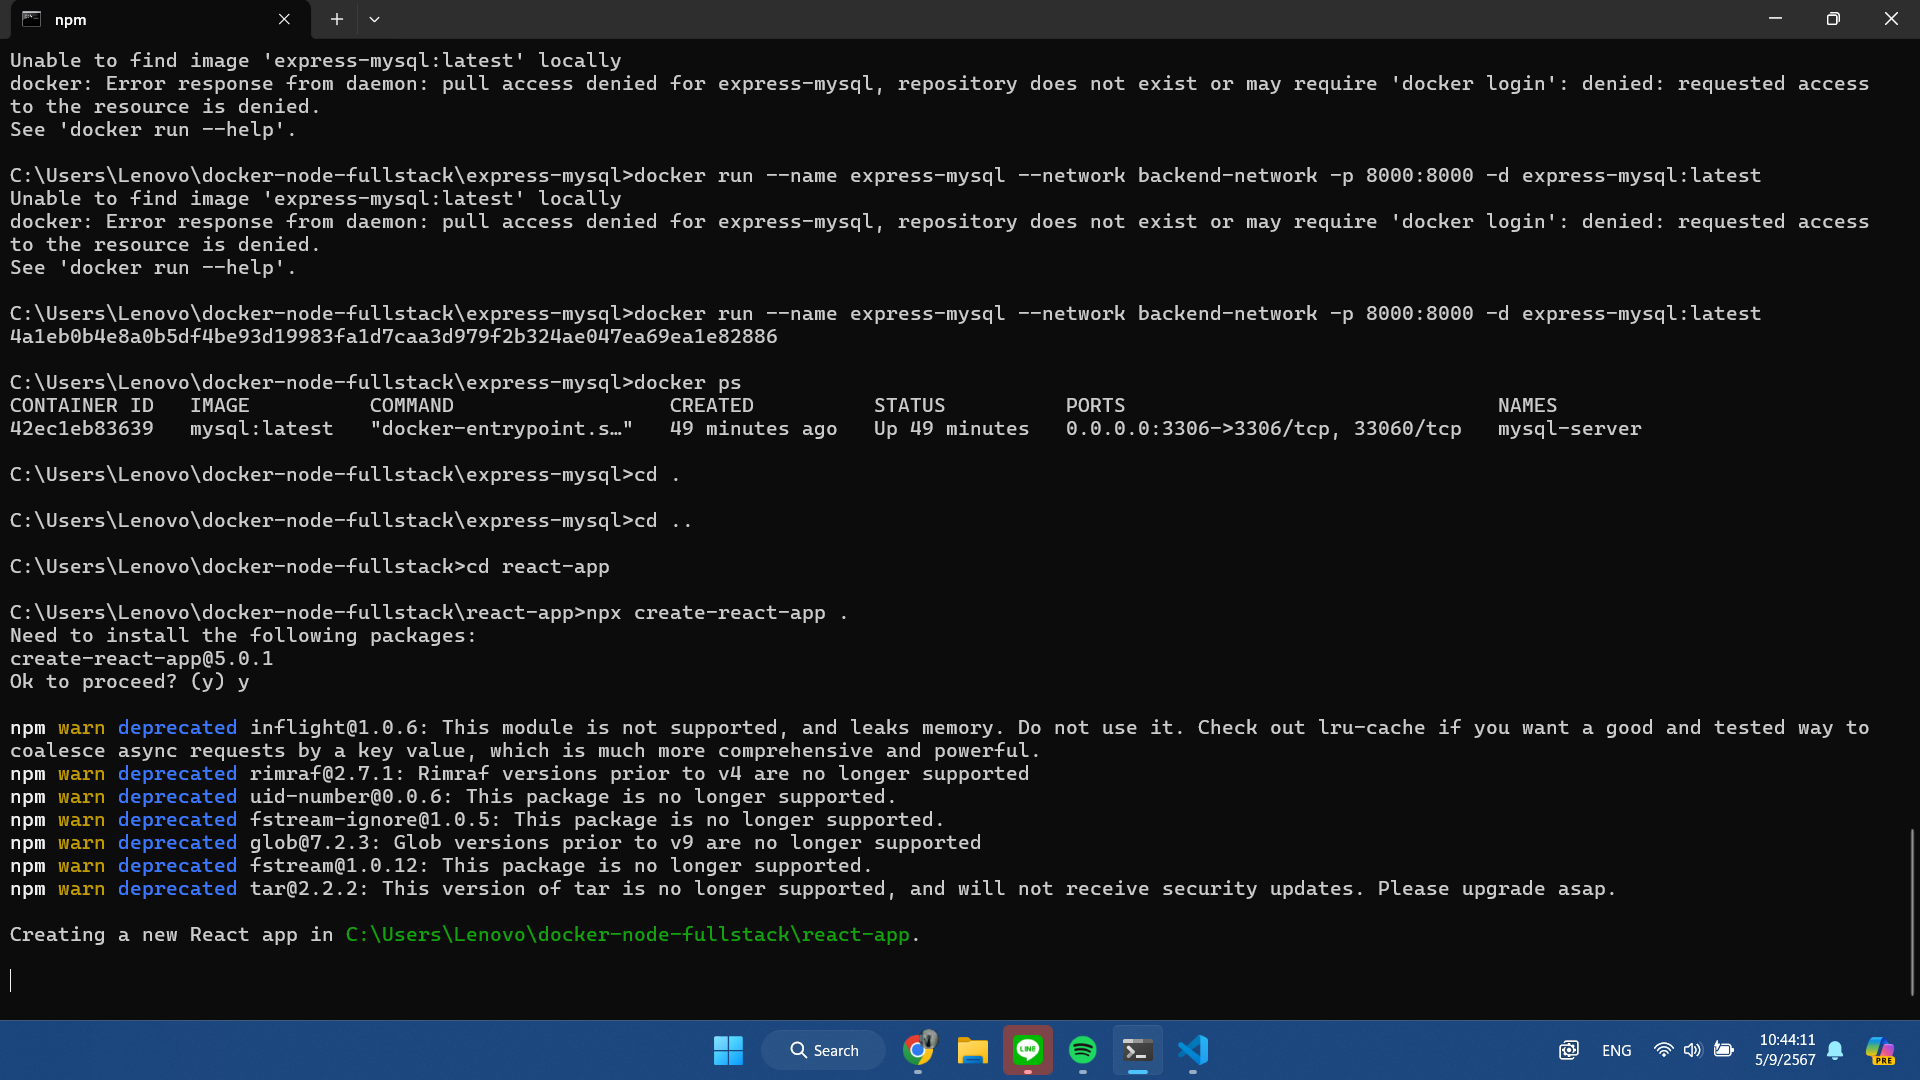 npm
Unable to find image 'express-mysql:latest' locally
docker: Error response from daemon: pull access denied for express-mysql, repository does not exist or may require 'docker login': denied: requested access
to the resource is denied.
See 'docker run --help'.
C:\Users\Lenovo\docker-node-fullstack\express-mysql>docker run --name express-mysql --network backend-network -p 8000:8000 -d express-mysql:latest
Unable to find image 'express-mysql:latest' locally
docker: Error response from daemon: pull access denied for express-mysql, repository does not exist or may require 'docker login': denied: requested access
to the resource is denied.
See 'docker run --help'.
C:\Users\Lenovo\docker-node-fullstack\express-mysql>docker run --name express-mysql --network backend-network -p 8000:8000 -d express-mysql:latest
4a1eb0b4e8a0b5df4be93d19983fa1d7caa3d979f2b324ae047ea69ea1e82886
C:\Users\Lenovo\docker-node-fullstack\express-mysql>docker ps
CONTAINER ID   IMAGE          COMMAND                  CREATED          STATUS          PORTS                               NAMES
42ec1eb83639   mysql:latest   "docker-entrypoint.s…"   49 minutes ago   Up 49 minutes   0.0.0.0:3306->3306/tcp, 33060/tcp   mysql-server
C:\Users\Lenovo\docker-node-fullstack\express-mysql>cd .
C:\Users\Lenovo\docker-node-fullstack\express-mysql>cd ..
C:\Users\Lenovo\docker-node-fullstack>cd react-app
C:\Users\Lenovo\docker-node-fullstack\react-app>npx create-react-app .
Need to install the following packages:
create-react-app@5.0.1
Ok to proceed? (y) y
npm warn deprecated inflight@1.0.6: This module is not supported, and leaks memory. Do not use it. Check out lru-cache if you want a good and tested way to
coalesce async requests by a key value, which is much more comprehensive and powerful.
npm warn deprecated rimraf@2.7.1: Rimraf versions prior to v4 are no longer supported
npm warn deprecated uid-number@0.0.6: This package is no longer supported.
npm warn deprecated fstream-ignore@1.0.5: This package is no longer supported.
npm warn deprecated glob@7.2.3: Glob versions prior to v9 are no longer supported
npm warn deprecated fstream@1.0.12: This package is no longer supported.
npm warn deprecated tar@2.2.2: This version of tar is no longer supported, and will not receive security updates. Please upgrade asap.
Creating a new React app in C:\Users\Lenovo\docker-node-fullstack\react-app.
Search
LINE
ENG
10:44:11
5/9/2567
PRE